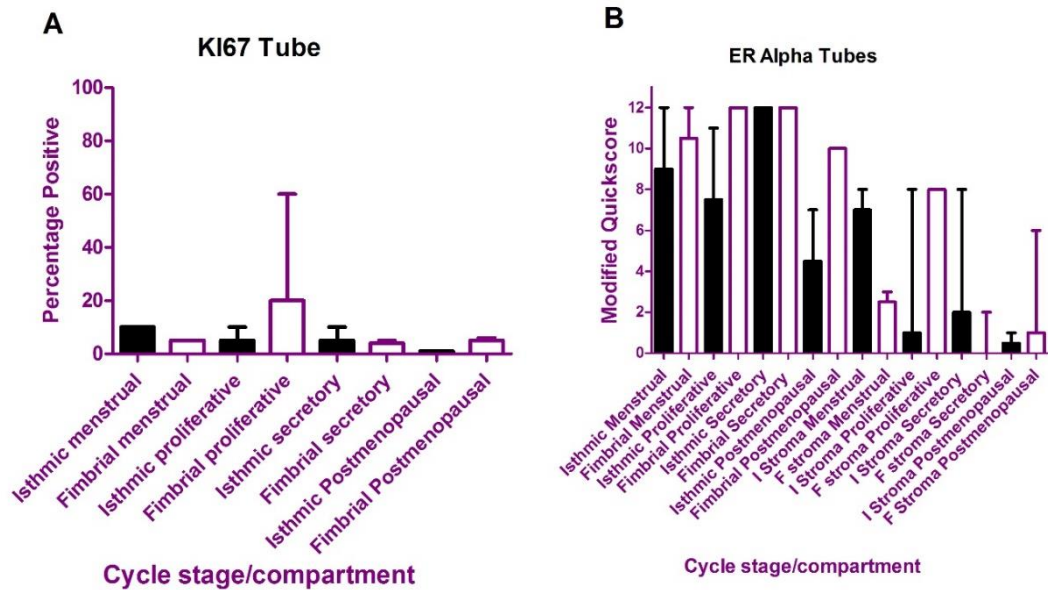 A
KI67 Tube
Percentage Positive
100
80
60
40
20
0
Isthmic menstrual
Fimbrial menstrual
Isthmic proliferative
Fimbrial proliferative
Isthmic secretory
Fimbrial secretory
Isthmic Postmenopausal
Fimbrial Postmenopausal
Cycle stage/compartment
B
ER Alpha Tubes
Modified Quickscore
12
10
8
6
4
2
0
Isthmic Menstrual
Fimbrial Menstrual
Isthmic Proliferative
Fimbrial Proliferative
Isthmic Secretory
Fimbrial Secretory
Isthmic Postmenopausal
Fimbrial Postmenopausal
I Stroma Menstrual
F stroma Menstrual
I Stroma Proliferative
F stroma Proliferative
I Stroma Secretory
F Stroma Secretory
I Stroma Postmenopausal
F Stroma Postmenopausal
Cycle stage/compartment